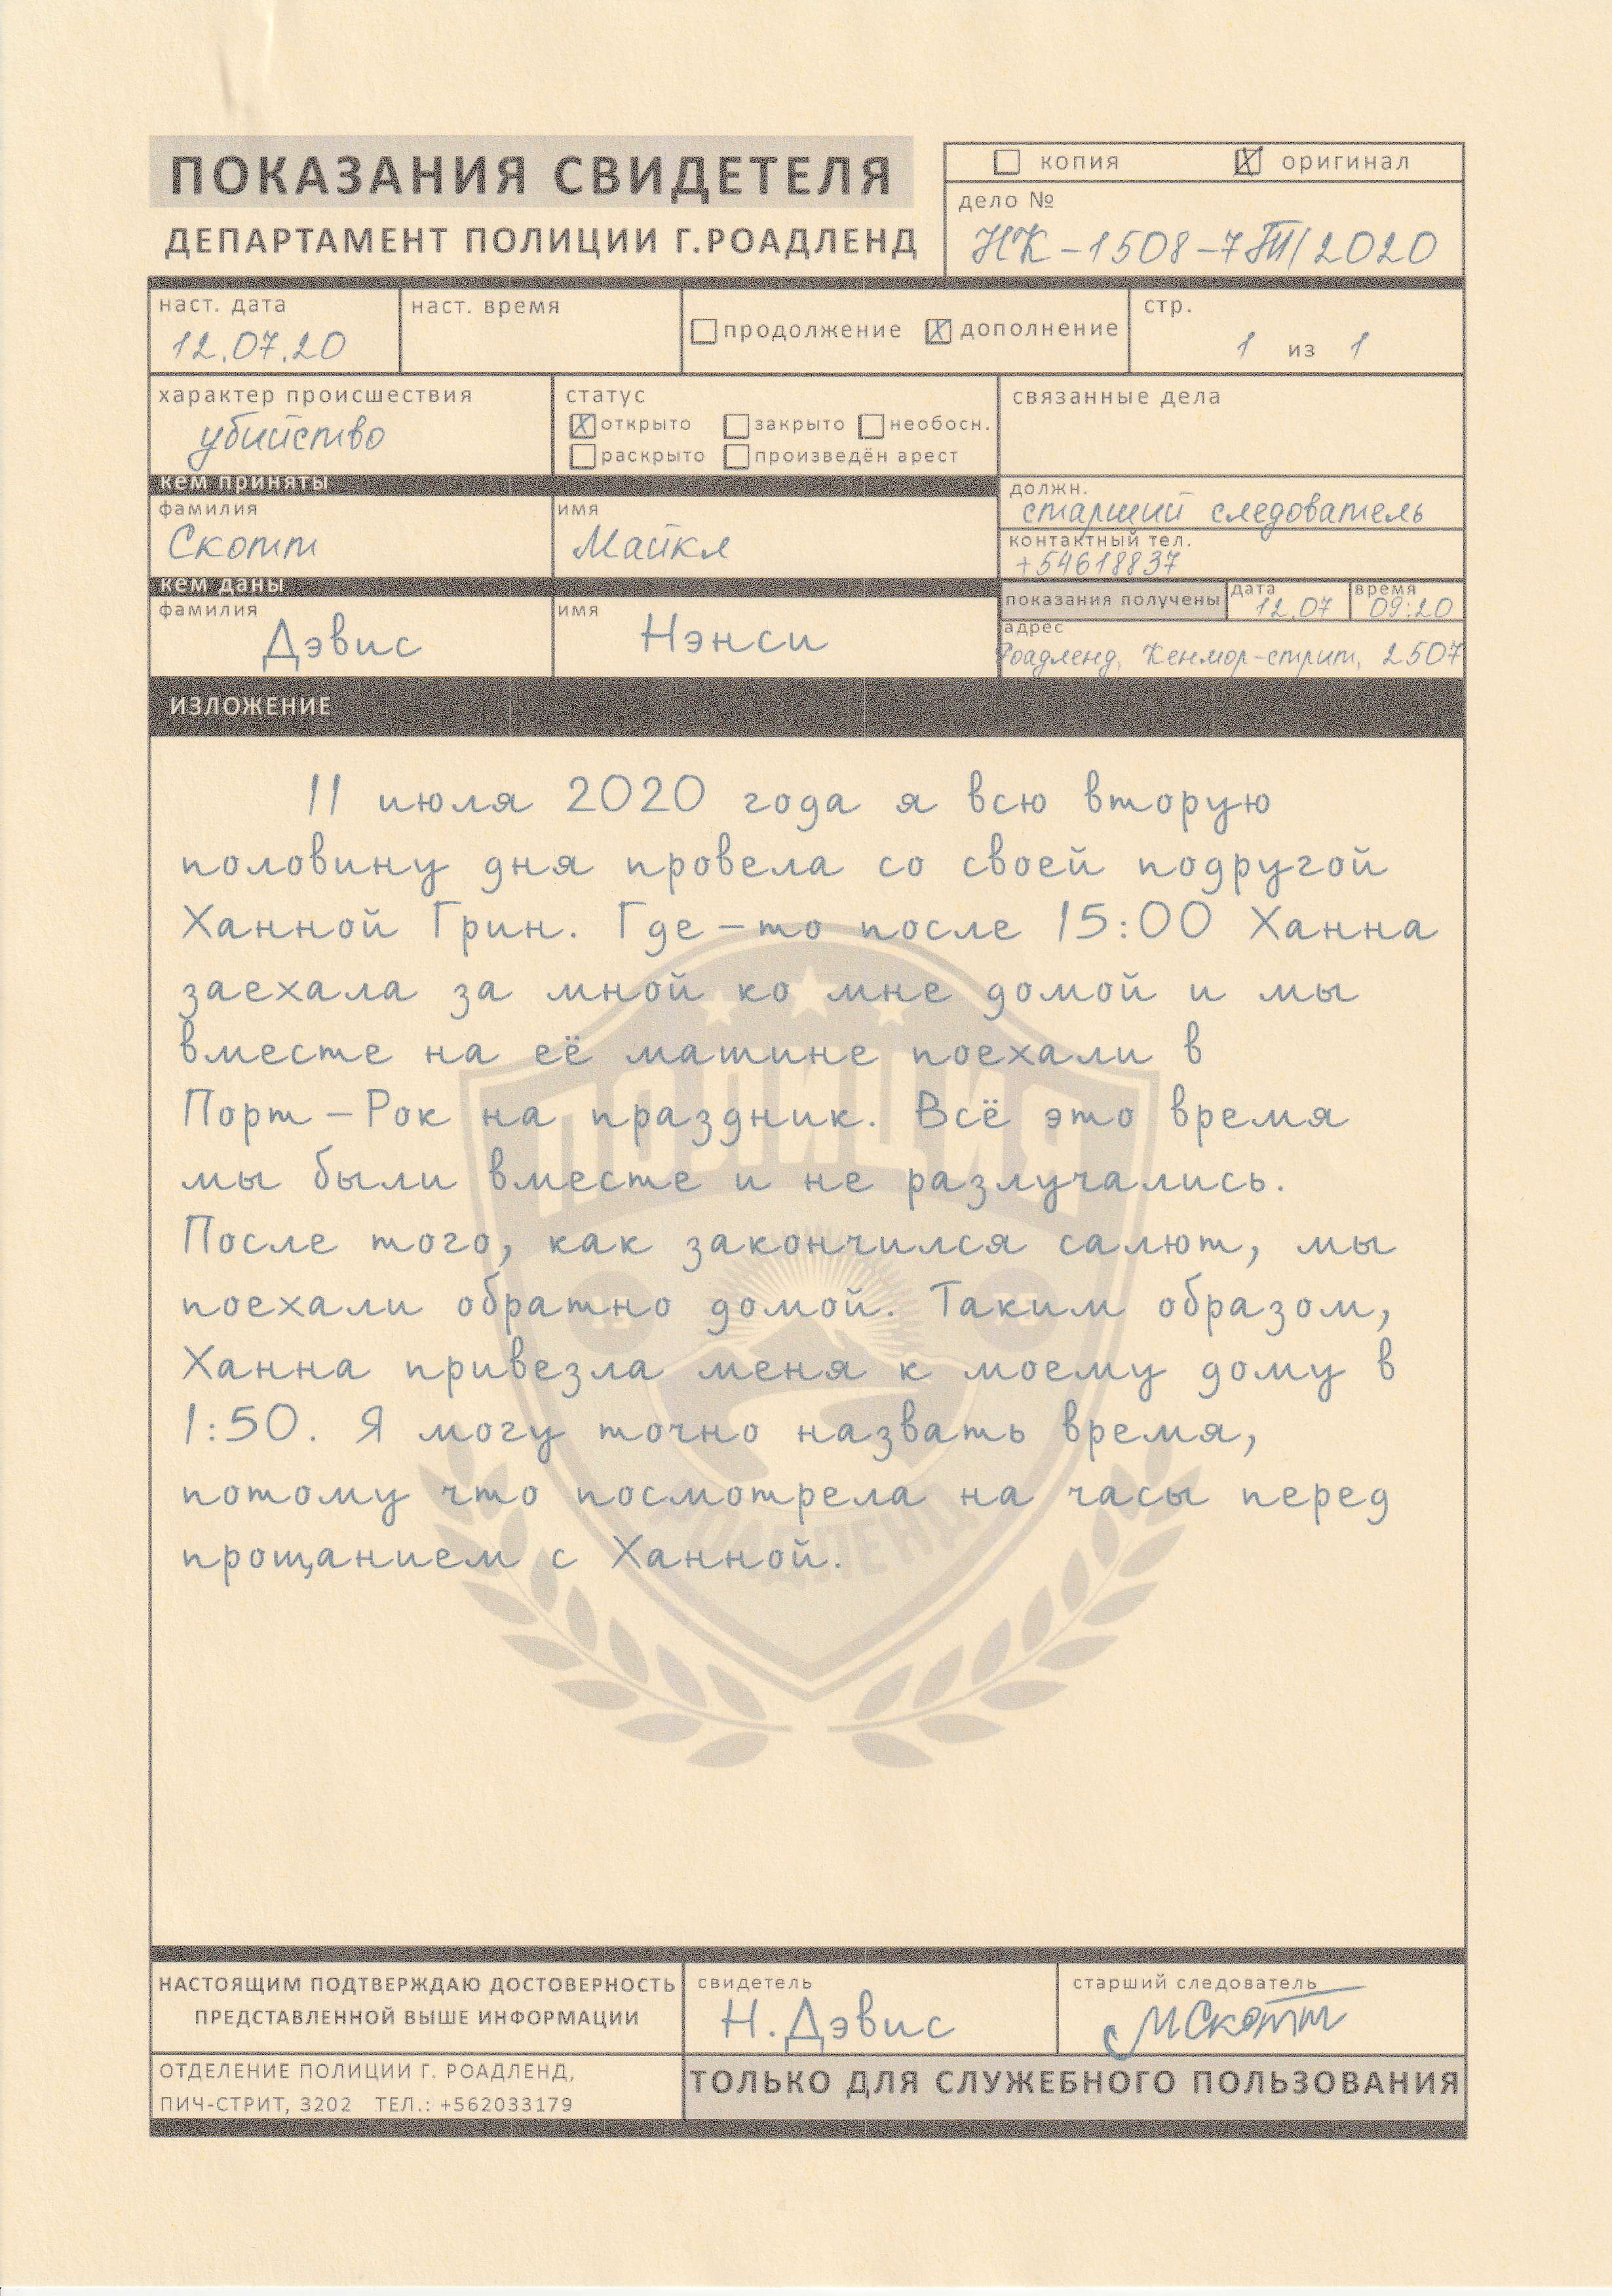 ПОКАЗАНИЯ СВИДЕТЕЛЯ
ДЕПАРТАМЕНТ ПОЛИЦИИ Г.РОАДЛЕНД
копия оригинал
дело №
НК-1508-7ТП/2020
наст. дата
12.07.20
наст. время
продолжение дополнение
стр.
1 из 1
характер происшествия
убийство
статус
открыто закрыто необосн.
раскрыто произведён арест
связанные дела
кем приняты
фамилия
Скотт
имя
Майкл
должн.
старший следователь
контактный тел.
+54618837
кем даны
фамилия
Дэвис
имя
Нэнси
показания получены
дата
12.07
время
09:20
адрес
Роадленд, Кенмор-стрит, 2507
ИЗЛОЖЕНИЕ
11 июля 2020 года я всю вторую
половину дня провела со своей подругой
Ханной Грин. Где-то после 15:00 Ханна
заехала за мной ко мне домой и мы
вместе на её машине поехали в
Порт-Рок на праздник. Всё это время
мы были вместе и не разлучались.
После того, как закончился салют, мы
поехали обратно домой. Таким образом,
Ханна привезла меня к моему дому в
1:50. Я могу точно назвать время,
потому что посмотрела на часы перед
прощанием с Ханной.
ПОЛИЦИЯ
РОАДЛЕНД
НАСТОЯЩИМ ПОДТВЕРЖДАЮ ДОСТОВЕРНОСТЬ
ПРЕДСТАВЛЕННОЙ ВЫШЕ ИНФОРМАЦИИ
свидетель
Н.Дэвис
старший следователь
МСкотт
ОТДЕЛЕНИЕ ПОЛИЦИИ Г. РОАДЛЕНД,
ПИЧ-СТРИТ, 3202 ТЕЛ.: +562033179
ТОЛЬКО ДЛЯ СЛУЖЕБНОГО ПОЛЬЗОВАНИЯ